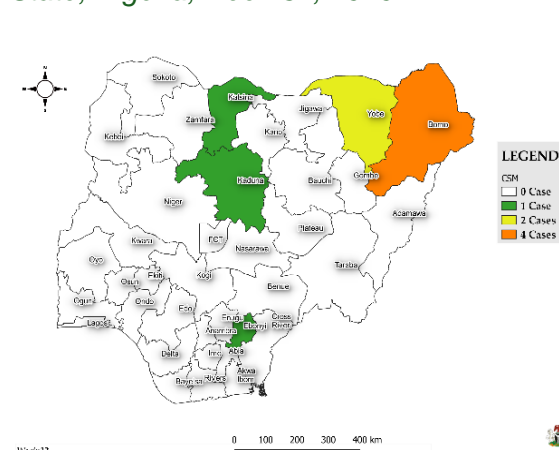 Sokoto
Katsina
Jigawa
Yobe
Borno
Zamfara
Kano
Kebbi
Kaduna
Bauchi
Gombe
Niger
Adamawa
Plateau
FCT
Kwara
Nasarawa
Taraba
Oyo
Kogi
Ekiti
Osun
Benue
Ogun
Ondo
Edo
Lagos
Enugu
Anambra
Ebonyi
Cross
River
Delta
Imo
Abia
Bayelsa
Rivers
Akwa
Ibom
LEGEND
CSM
0 Case
1 Case
2 Cases
4 Cases
0 100 200 300 400 km